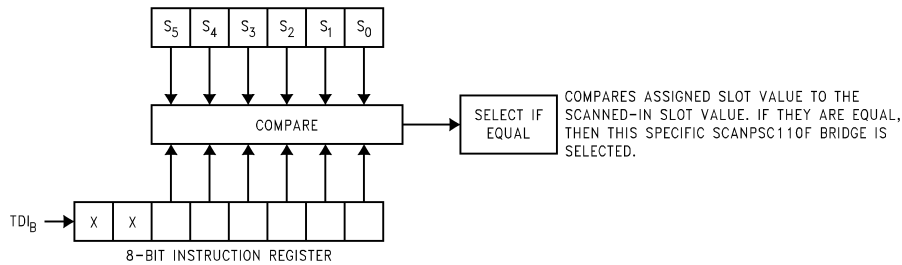 S5 S4 S3 S2 S1 S0
COMPARE
SELECT IF
EQUAL
COMPARES ASSIGNED SLOT VALUE TO THE
SCANNED-IN SLOT VALUE. IF THEY ARE EQUAL,
THEN THIS SPECIFIC SCANPSC110F BRIDGE IS
SELECTED.
TDIB X X
8-BIT INSTRUCTION REGISTER